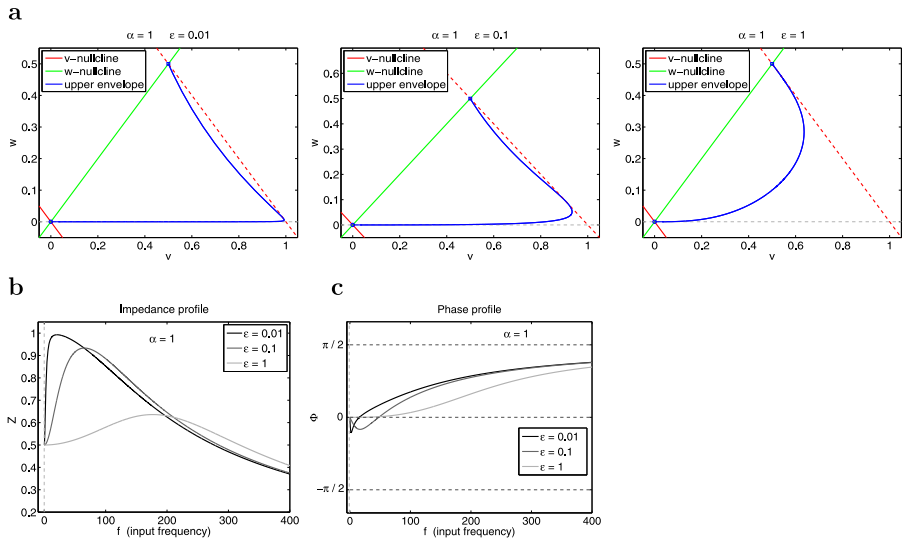 a
α = 1 ε = 0.01
v−nullcline
w−nullcline
upper envelope
0.5
0.4
0.3
0.2
0.1
0
w
0 0.2 0.4 0.6 0.8 1
v
α = 1 ε = 0.1
v−nullcline
w−nullcline
upper envelope
0.6
0.5
0.4
0.3
0.2
0.1
0
w
0 0.2 0.4 0.6 0.8 1
v
α = 1 ε = 1
v−nullcline
w−nullcline
upper envelope
0.5
0.4
0.3
0.2
0.1
0
w
0 0.2 0.4 0.6 0.8 1
v
b
Impedance profile
α = 1
ε = 0.01
ε = 0.1
ε = 1
1
0.9
0.8
0.7
0.6
0.5
0.4
0.3
0.2
Z
0 100 200 300 400
f (input frequency)
c
Phase profile
α = 1
π / 2
0
−π / 2
Φ
ε = 0.01
ε = 0.1
ε = 1
0 100 200 300 400
f (input frequency)